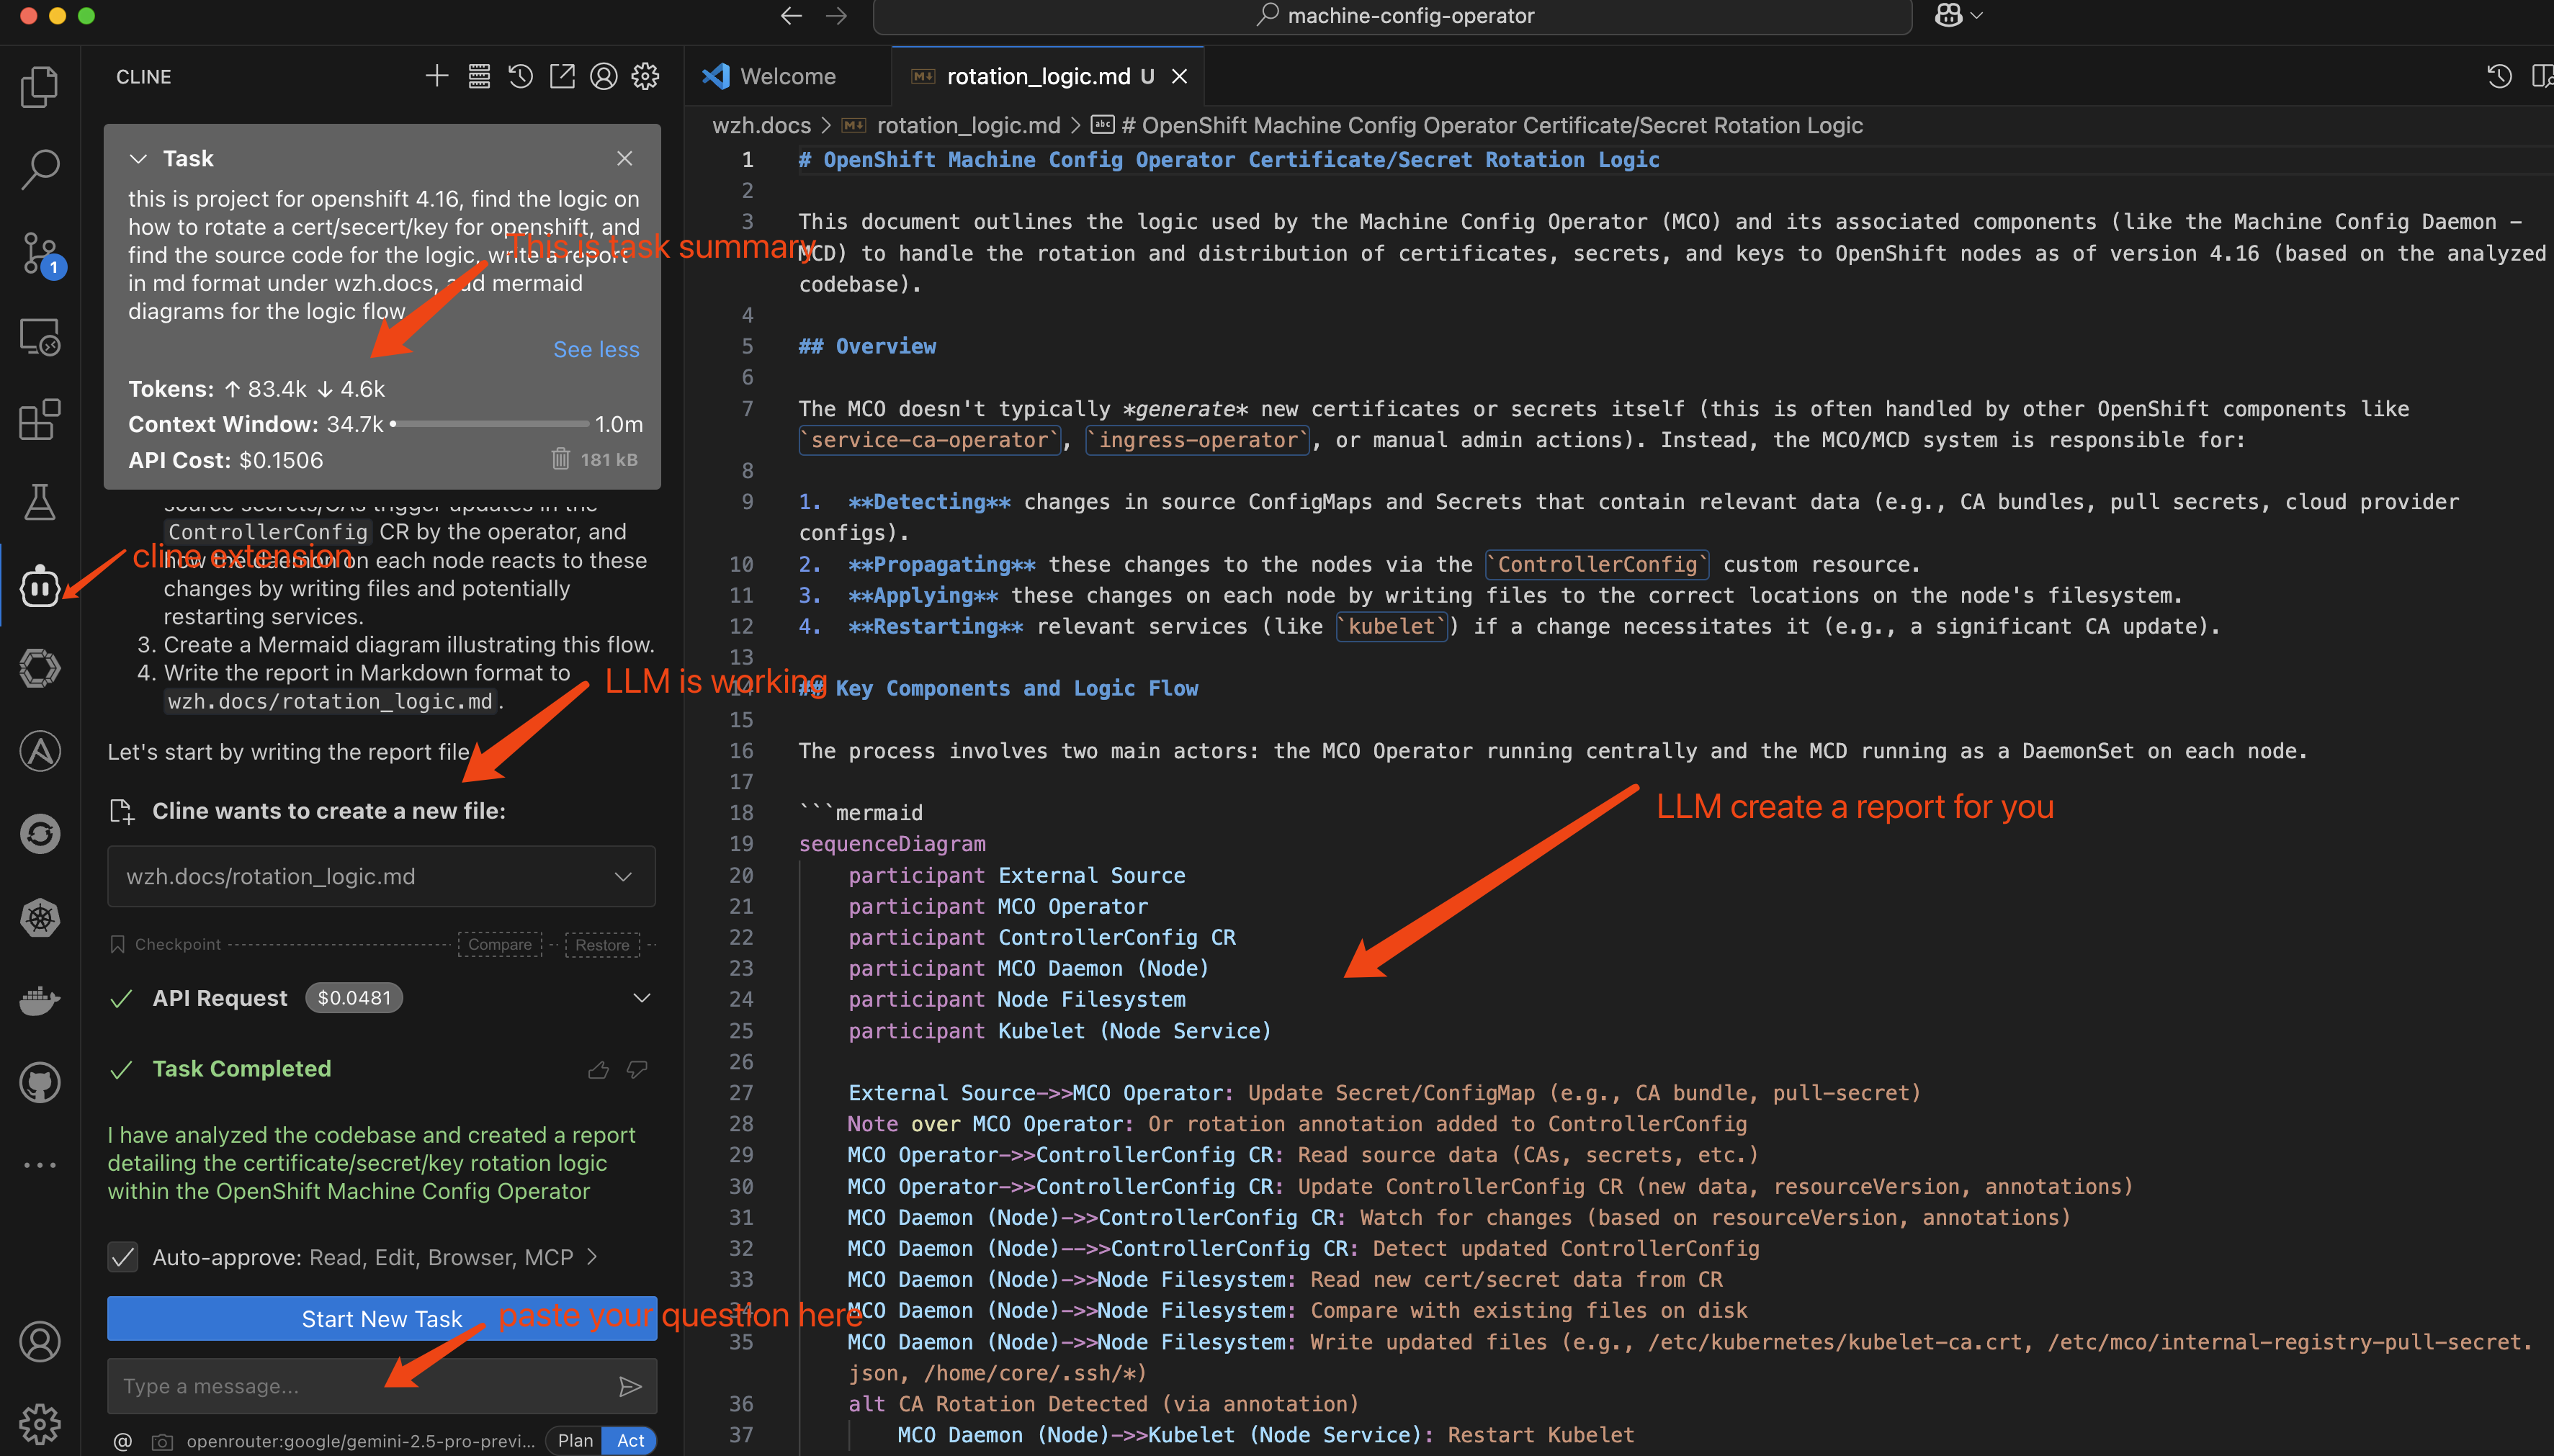 machine-config-operator
CLINE
Task
this is project for openshift 4.16, find the logic on
how to rotate a cert/secert/key for openshift, and
find the source code for the logic, write a report
in md format under wzh.docs, add mermaid
diagrams for the logic flow
This is task summary
See less
Tokens: ↑ 83.4k ↓ 4.6k
Context Window: 34.7k 1.0m
API Cost: $0.1506 181 kB
source secrets/CAs trigger updates in the
ControllerConfig CR by the operator, and
how the daemon on each node reacts to these
changes by writing files and potentially
restarting services.
cline extension
1
3. Create a Mermaid diagram illustrating this flow.
4. Write the report in Markdown format to
wzh.docs/rotation_logic.md.
LLM is working
Let's start by writing the report file
Cline wants to create a new file:
wzh.docs/rotation_logic.md
Checkpoint Compare Restore
API Request $0.0481
Task Completed
I have analyzed the codebase and created a report
detailing the certificate/secret/key rotation logic
within the OpenShift Machine Config Operator
Auto-approve: Read, Edit, Browser, MCP >
Start New Task
paste your question here
Type a message...
@ openrouter:google/gemini-2.5-pro-previ... Plan Act
Welcome
rotation_logic.md U
wzh.docs > rotation_logic.md > # OpenShift Machine Config Operator Certificate/Secret Rotation Logic
1 # OpenShift Machine Config Operator Certificate/Secret Rotation Logic
2
3 This document outlines the logic used by the Machine Config Operator (MCO) and its associated components (like the Machine Config Daemon -
MCD) to handle the rotation and distribution of certificates, secrets, and keys to OpenShift nodes as of version 4.16 (based on the analyzed
codebase).
4
5 ## Overview
6
7 The MCO doesn't typically *generate* new certificates or secrets itself (this is often handled by other OpenShift components like
`service-ca-operator`, `ingress-operator`, or manual admin actions). Instead, the MCO/MCD system is responsible for:
8
9 1. **Detecting** changes in source ConfigMaps and Secrets that contain relevant data (e.g., CA bundles, pull secrets, cloud provider
configs).
10 2. **Propagating** these changes to the nodes via the `ControllerConfig` custom resource.
11 3. **Applying** these changes on each node by writing files to the correct locations on the node's filesystem.
12 4. **Restarting** relevant services (like `kubelet`) if a change necessitates it (e.g., a significant CA update).
13
14 ## Key Components and Logic Flow
15
16 The process involves two main actors: the MCO Operator running centrally and the MCD running as a DaemonSet on each node.
17
18 ```mermaid
LLM create a report for you
19 sequenceDiagram
20 participant External Source
21 participant MCO Operator
22 participant ControllerConfig CR
23 participant MCO Daemon (Node)
24 participant Node Filesystem
25 participant Kubelet (Node Service)
26
27 External Source->>MCO Operator: Update Secret/ConfigMap (e.g., CA bundle, pull-secret)
28 Note over MCO Operator: Or rotation annotation added to ControllerConfig
29 MCO Operator->>ControllerConfig CR: Read source data (CAs, secrets, etc.)
30 MCO Operator->>ControllerConfig CR: Update ControllerConfig CR (new data, resourceVersion, annotations)
31 MCO Daemon (Node)->>ControllerConfig CR: Watch for changes (based on resourceVersion, annotations)
32 MCO Daemon (Node)-->>ControllerConfig CR: Detect updated ControllerConfig
33 MCO Daemon (Node)->>Node Filesystem: Read new cert/secret data from CR
34 MCO Daemon (Node)->>Node Filesystem: Compare with existing files on disk
35 MCO Daemon (Node)->>Node Filesystem: Write updated files (e.g., /etc/kubernetes/kubelet-ca.crt, /etc/mco/internal-registry-pull-secret.
json, /home/core/.ssh/*)
36 alt CA Rotation Detected (via annotation)
37 MCO Daemon (Node)->>Kubelet (Node Service): Restart Kubelet